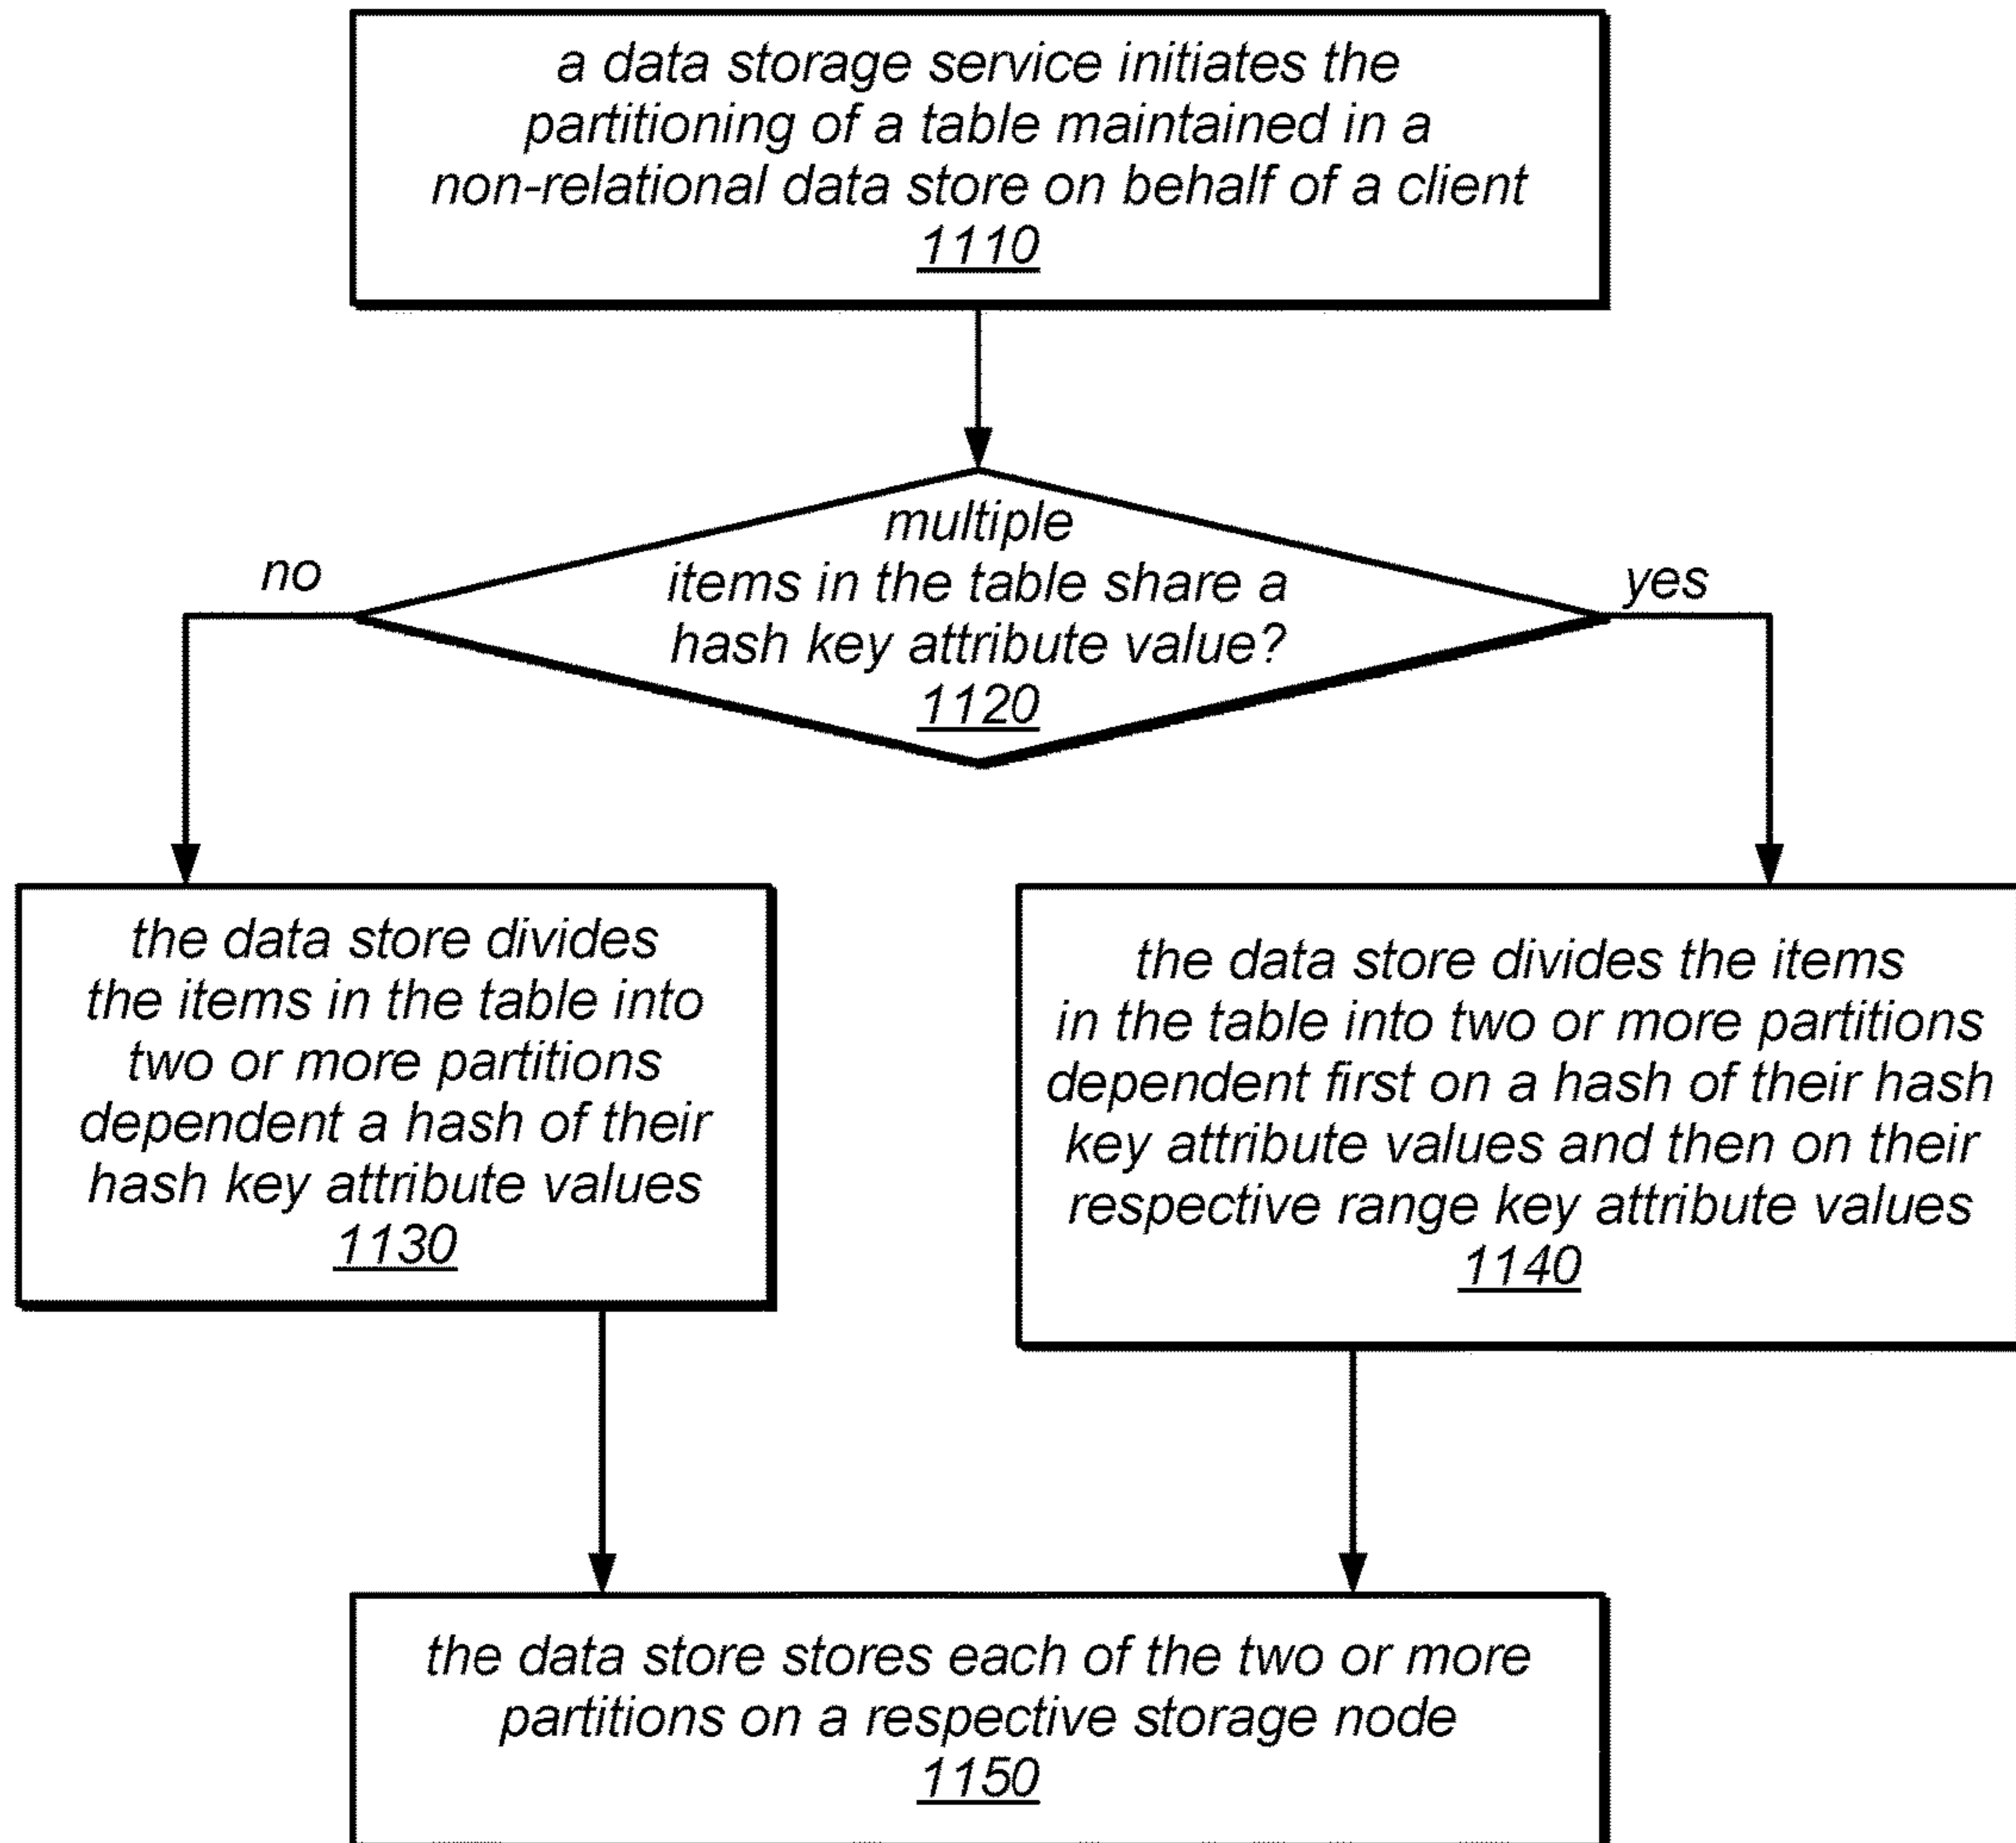 a data storage service initiates the
partitioning of a table maintained in a
non-relational data store on behalf of a client
1110
multiple
items in the table share a
hash key attribute value?
1120
no
yes
the data store divides
the items in the table into
two or more partitions
dependent a hash of their
hash key attribute values
1130
the data store divides the items
in the table into two or more partitions
dependent first on a hash of their hash
key attribute values and then on their
respective range key attribute values
1140
the data store stores each of the two or more
partitions on a respective storage node
1150